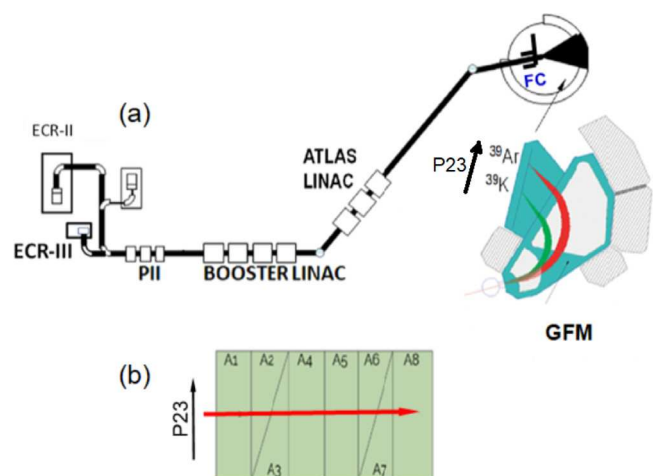 (a)
ECR-II
ECR-III
PII
BOOSTER LINAC
ATLAS
LINAC
FC
P23
³⁹Ar
³⁹K
GFM
(b)
P23
A1
A2
A4
A5
A6
A8
A3
A7